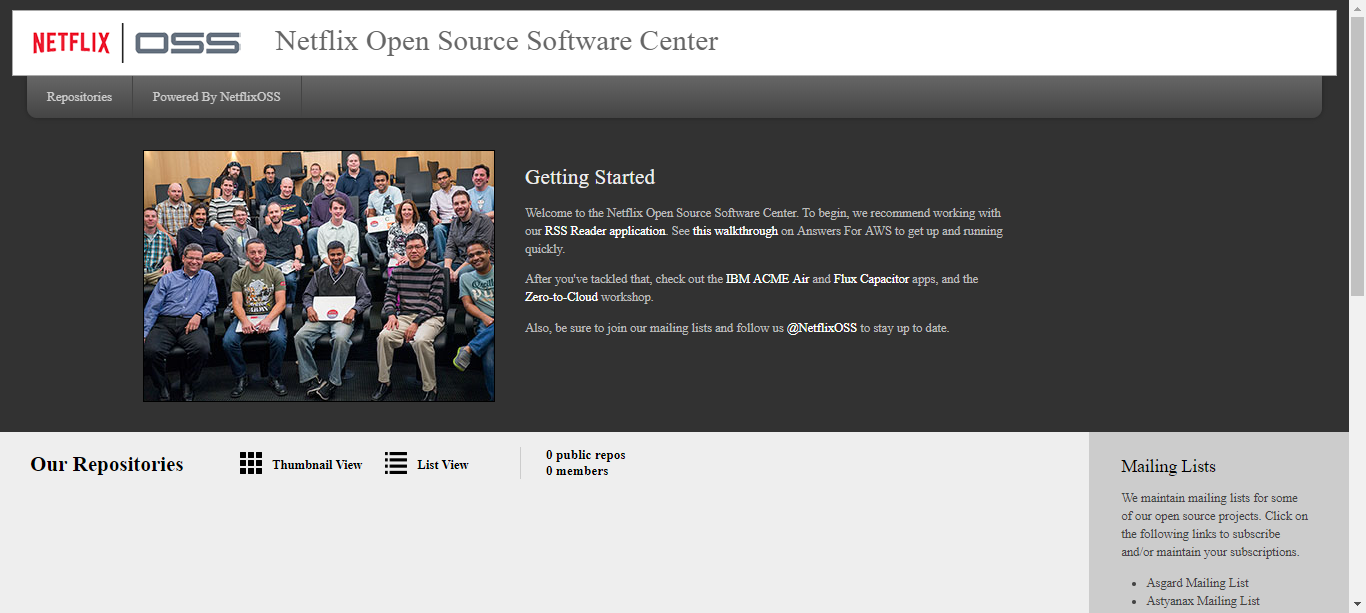 NETFLIX OSS Netflix Open Source Software Center
Repositories Powered By NetflixOSS
Getting Started
Welcome to the Netflix Open Source Software Center. To begin, we recommend working with
our RSS Reader application. See this walkthrough on Answers For AWS to get up and running
quickly.
After you've tackled that, check out the IBM ACME Air and Flux Capacitor apps, and the
Zero-to-Cloud workshop.
Also, be sure to join our mailing lists and follow us @NetflixOSS to stay up to date.
Our Repositories
Thumbnail View
List View
0 public repos
0 members
Mailing Lists
We maintain mailing lists for some
of our open source projects. Click on
the following links to subscribe
and/or maintain your subscriptions.
• Asgard Mailing List
• Astyanax Mailing List